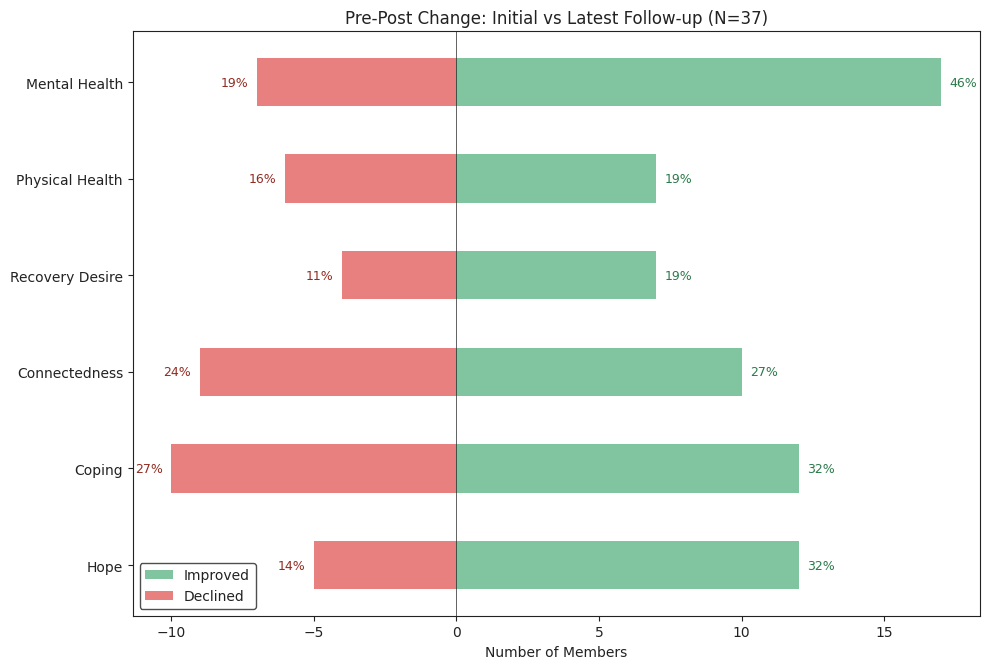 Pre-Post Change: Initial vs Latest Follow-up (N=37)
Mental Health
19%
46%
Physical Health
16%
19%
Recovery Desire
11%
19%
Connectedness
24%
27%
Coping
27%
32%
Hope
14%
32%
Improved
Declined
−10
−5
0
5
10
15
Number of Members